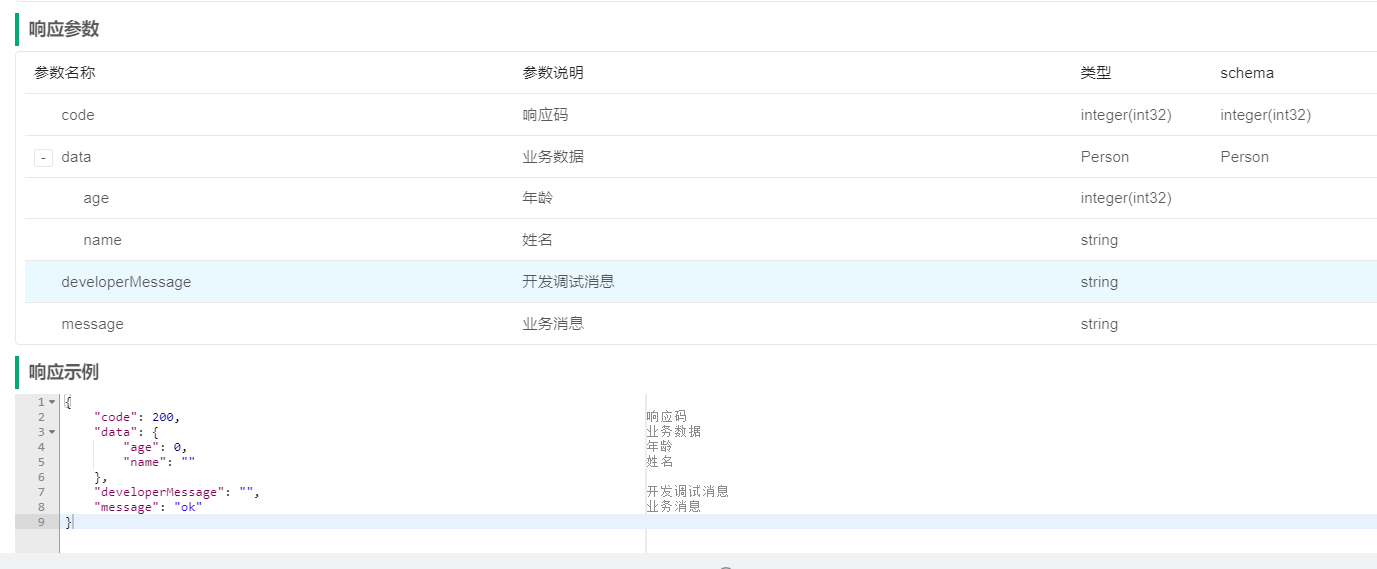 响应参数
参数名称 参数说明 类型 schema
code 响应码 integer(int32) integer(int32)
- data 业务数据 Person Person
age 年龄 integer(int32)
name 姓名 string
developerMessage 开发调试消息 string
message 业务消息 string
响应示例
1 {
2 "code": 200, 响应码
3 "data": { 业务数据
4 "age": 0, 年龄
5 "name": "" 姓名
6 },
7 "developerMessage": "", 开发调试消息
8 "message": "ok" 业务消息
9 }